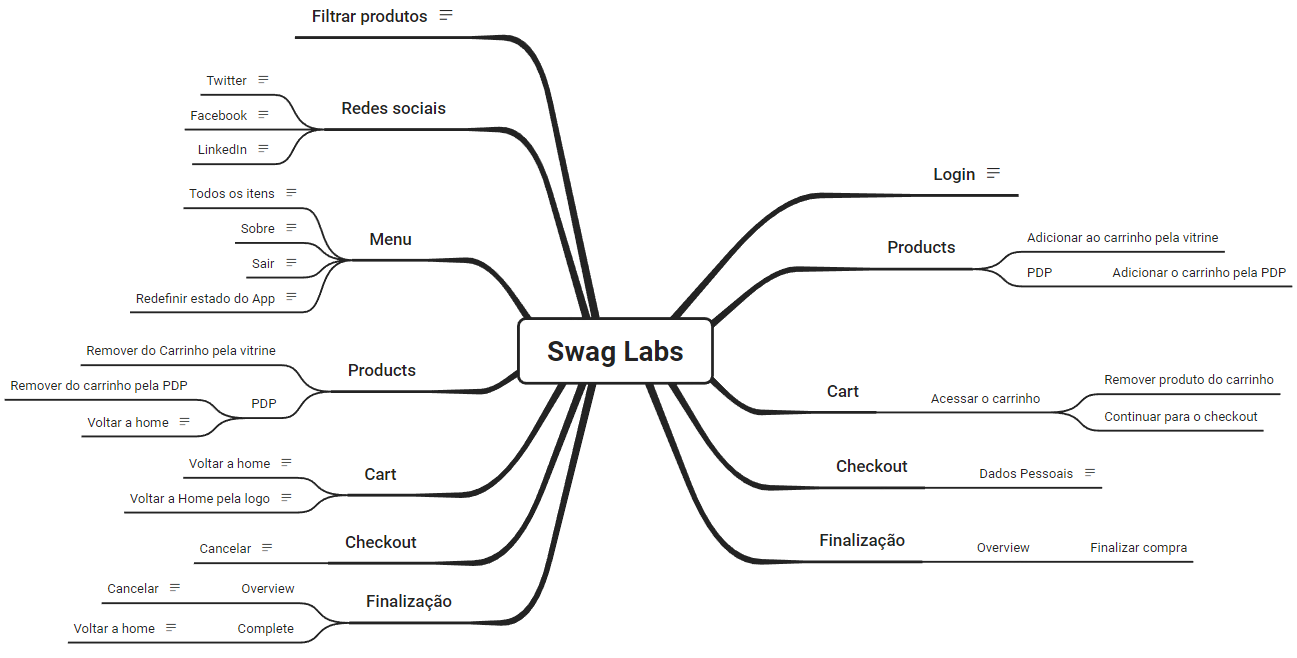 Filtrar produtos
Twitter
Redes sociais
Facebook
LinkedIn
Todos os itens
Sobre
Menu
Sair
Redefinir estado do App
Remover do Carrinho pela vitrine
Products
Remover do carrinho pela PDP
PDP
Voltar a home
Voltar a home
Cart
Voltar a Home pela logo
Checkout
Cancelar
Cancelar
Overview
Finalização
Voltar a home
Complete
Swag Labs
Login
Products
Adicionar ao carrinho pela vitrine
PDP
Adicionar o carrinho pela PDP
Cart
Acessar o carrinho
Remover produto do carrinho
Continuar para o checkout
Checkout
Dados Pessoais
Finalização
Overview
Finalizar compra